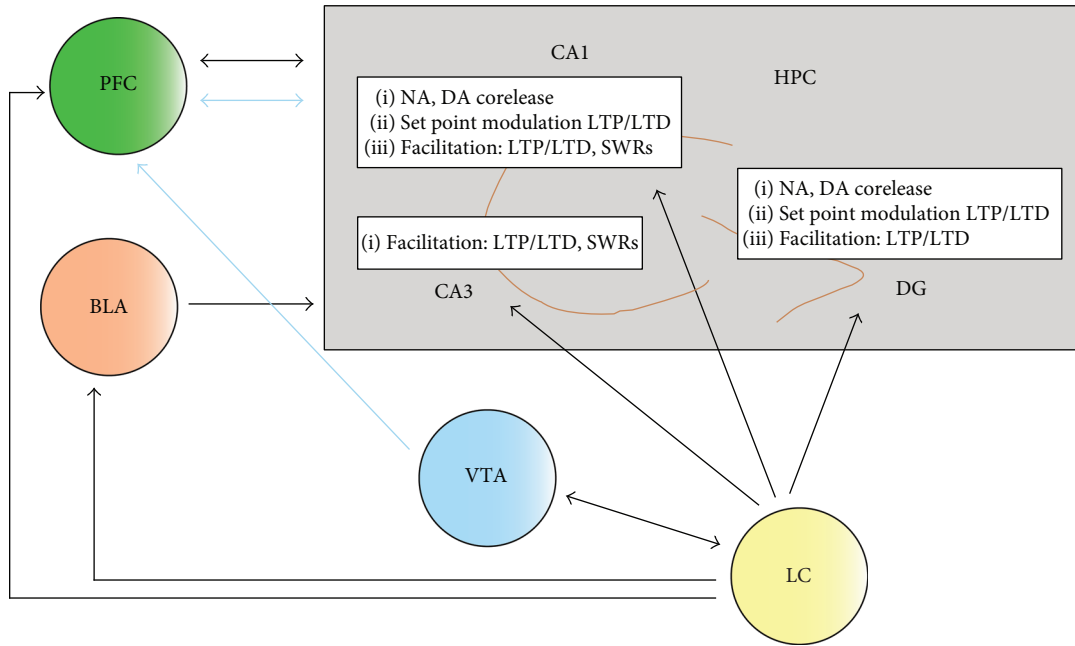 CA1
HPC
PFC
(i) NA, DA corelease
(ii) Set point modulation LTP/LTD
(iii) Facilitation: LTP/LTD, SWRs
(i) NA, DA corelease
(ii) Set point modulation LTP/LTD
(iii) Facilitation: LTP/LTD
(i) Facilitation: LTP/LTD, SWRs
CA3
DG
BLA
VTA
LC